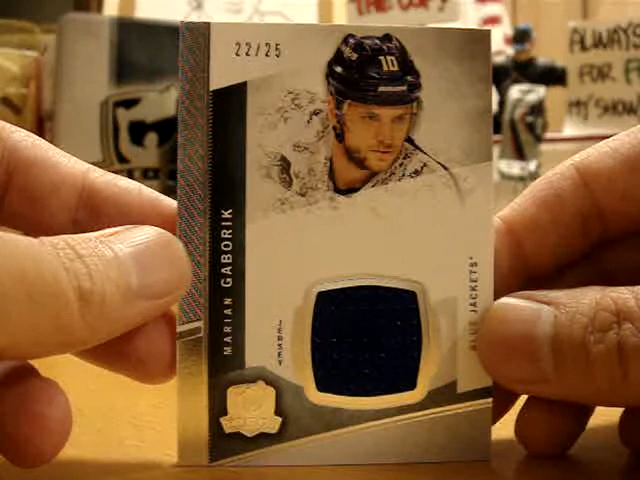 THE CUP
ALWAYS
FOR
MY SHOW
22/25
10
MARIAN GABORIK
JERSEY
BLUE JACKETS